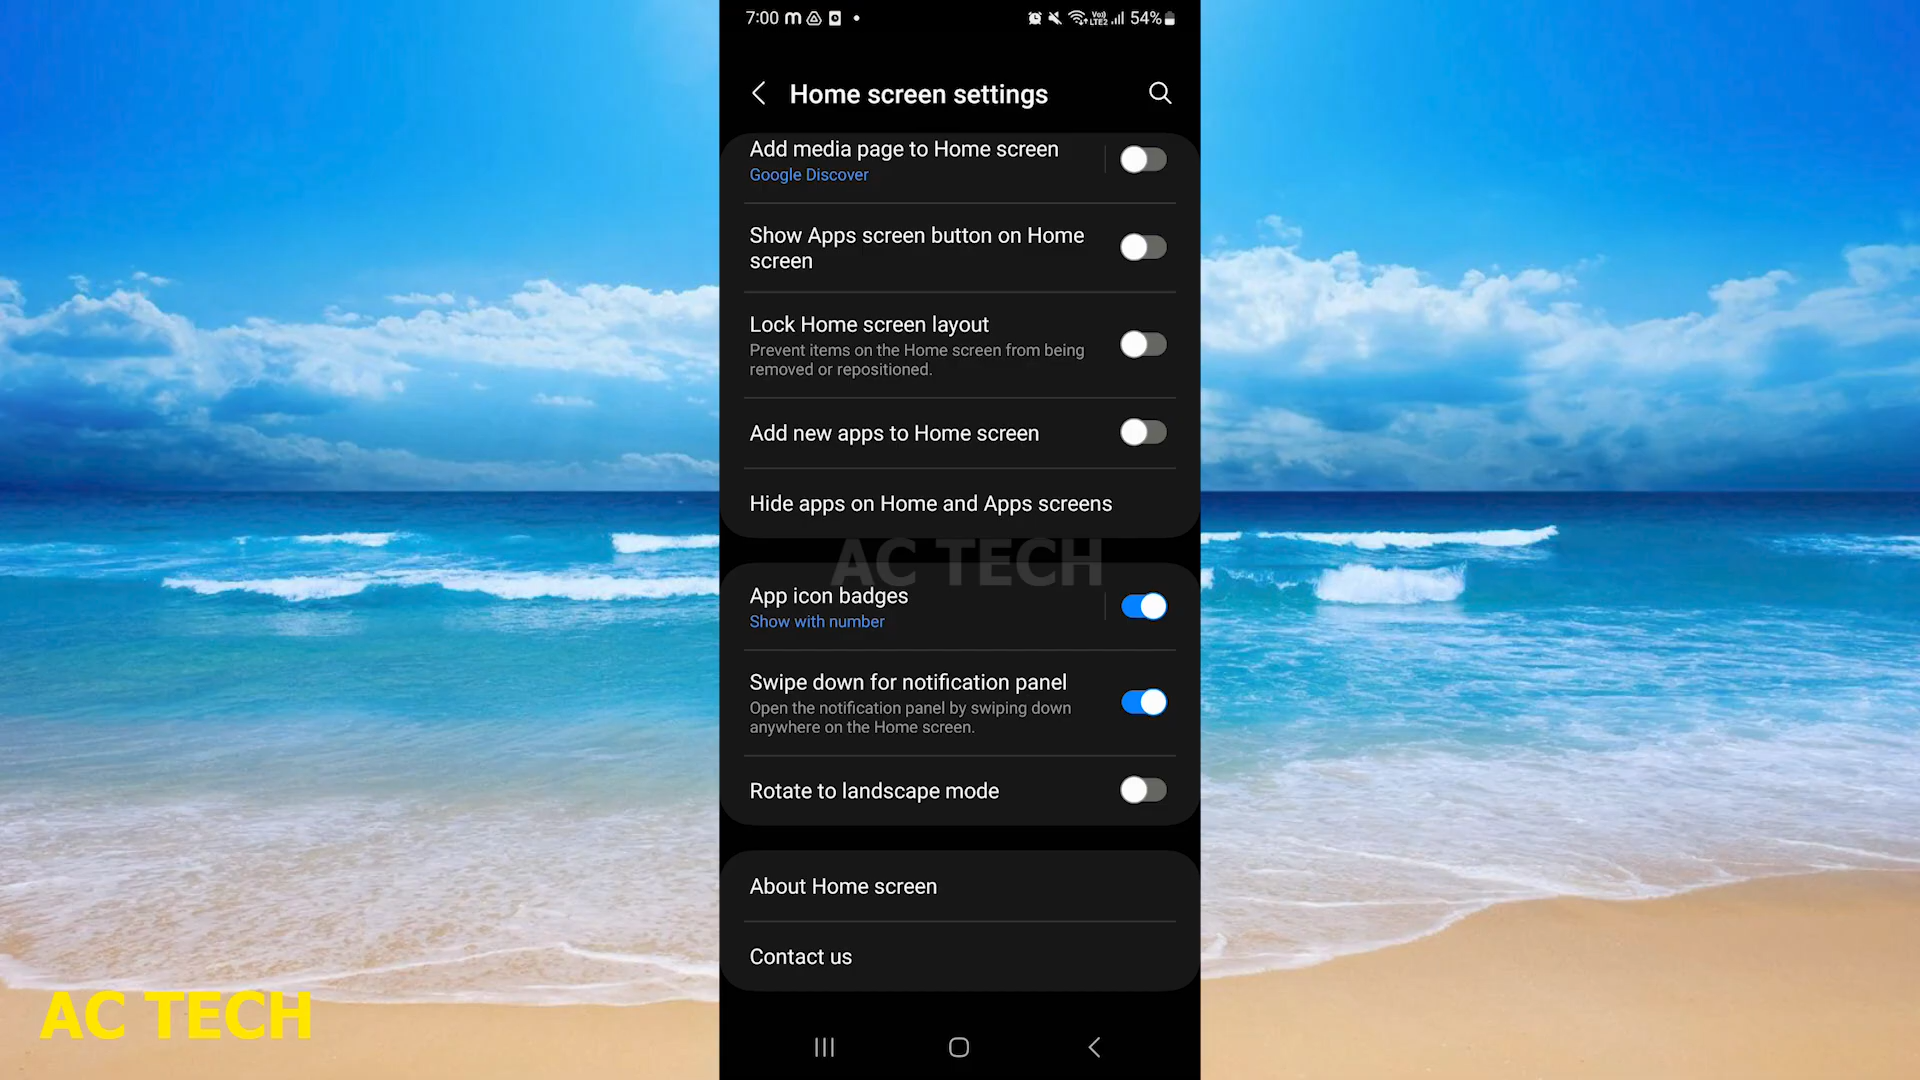 7:00
VoI)
LTE2
54%
Home screen settings
Add media page to Home screen
Google Discover
Show Apps screen button on Home
screen
Lock Home screen layout
Prevent items on the Home screen from being
removed or repositioned.
Add new apps to Home screen
Hide apps on Home and Apps screens
AC TECH
App icon badges
Show with number
Swipe down for notification panel
Open the notification panel by swiping down
anywhere on the Home screen.
Rotate to landscape mode
About Home screen
Contact us
AC TECH